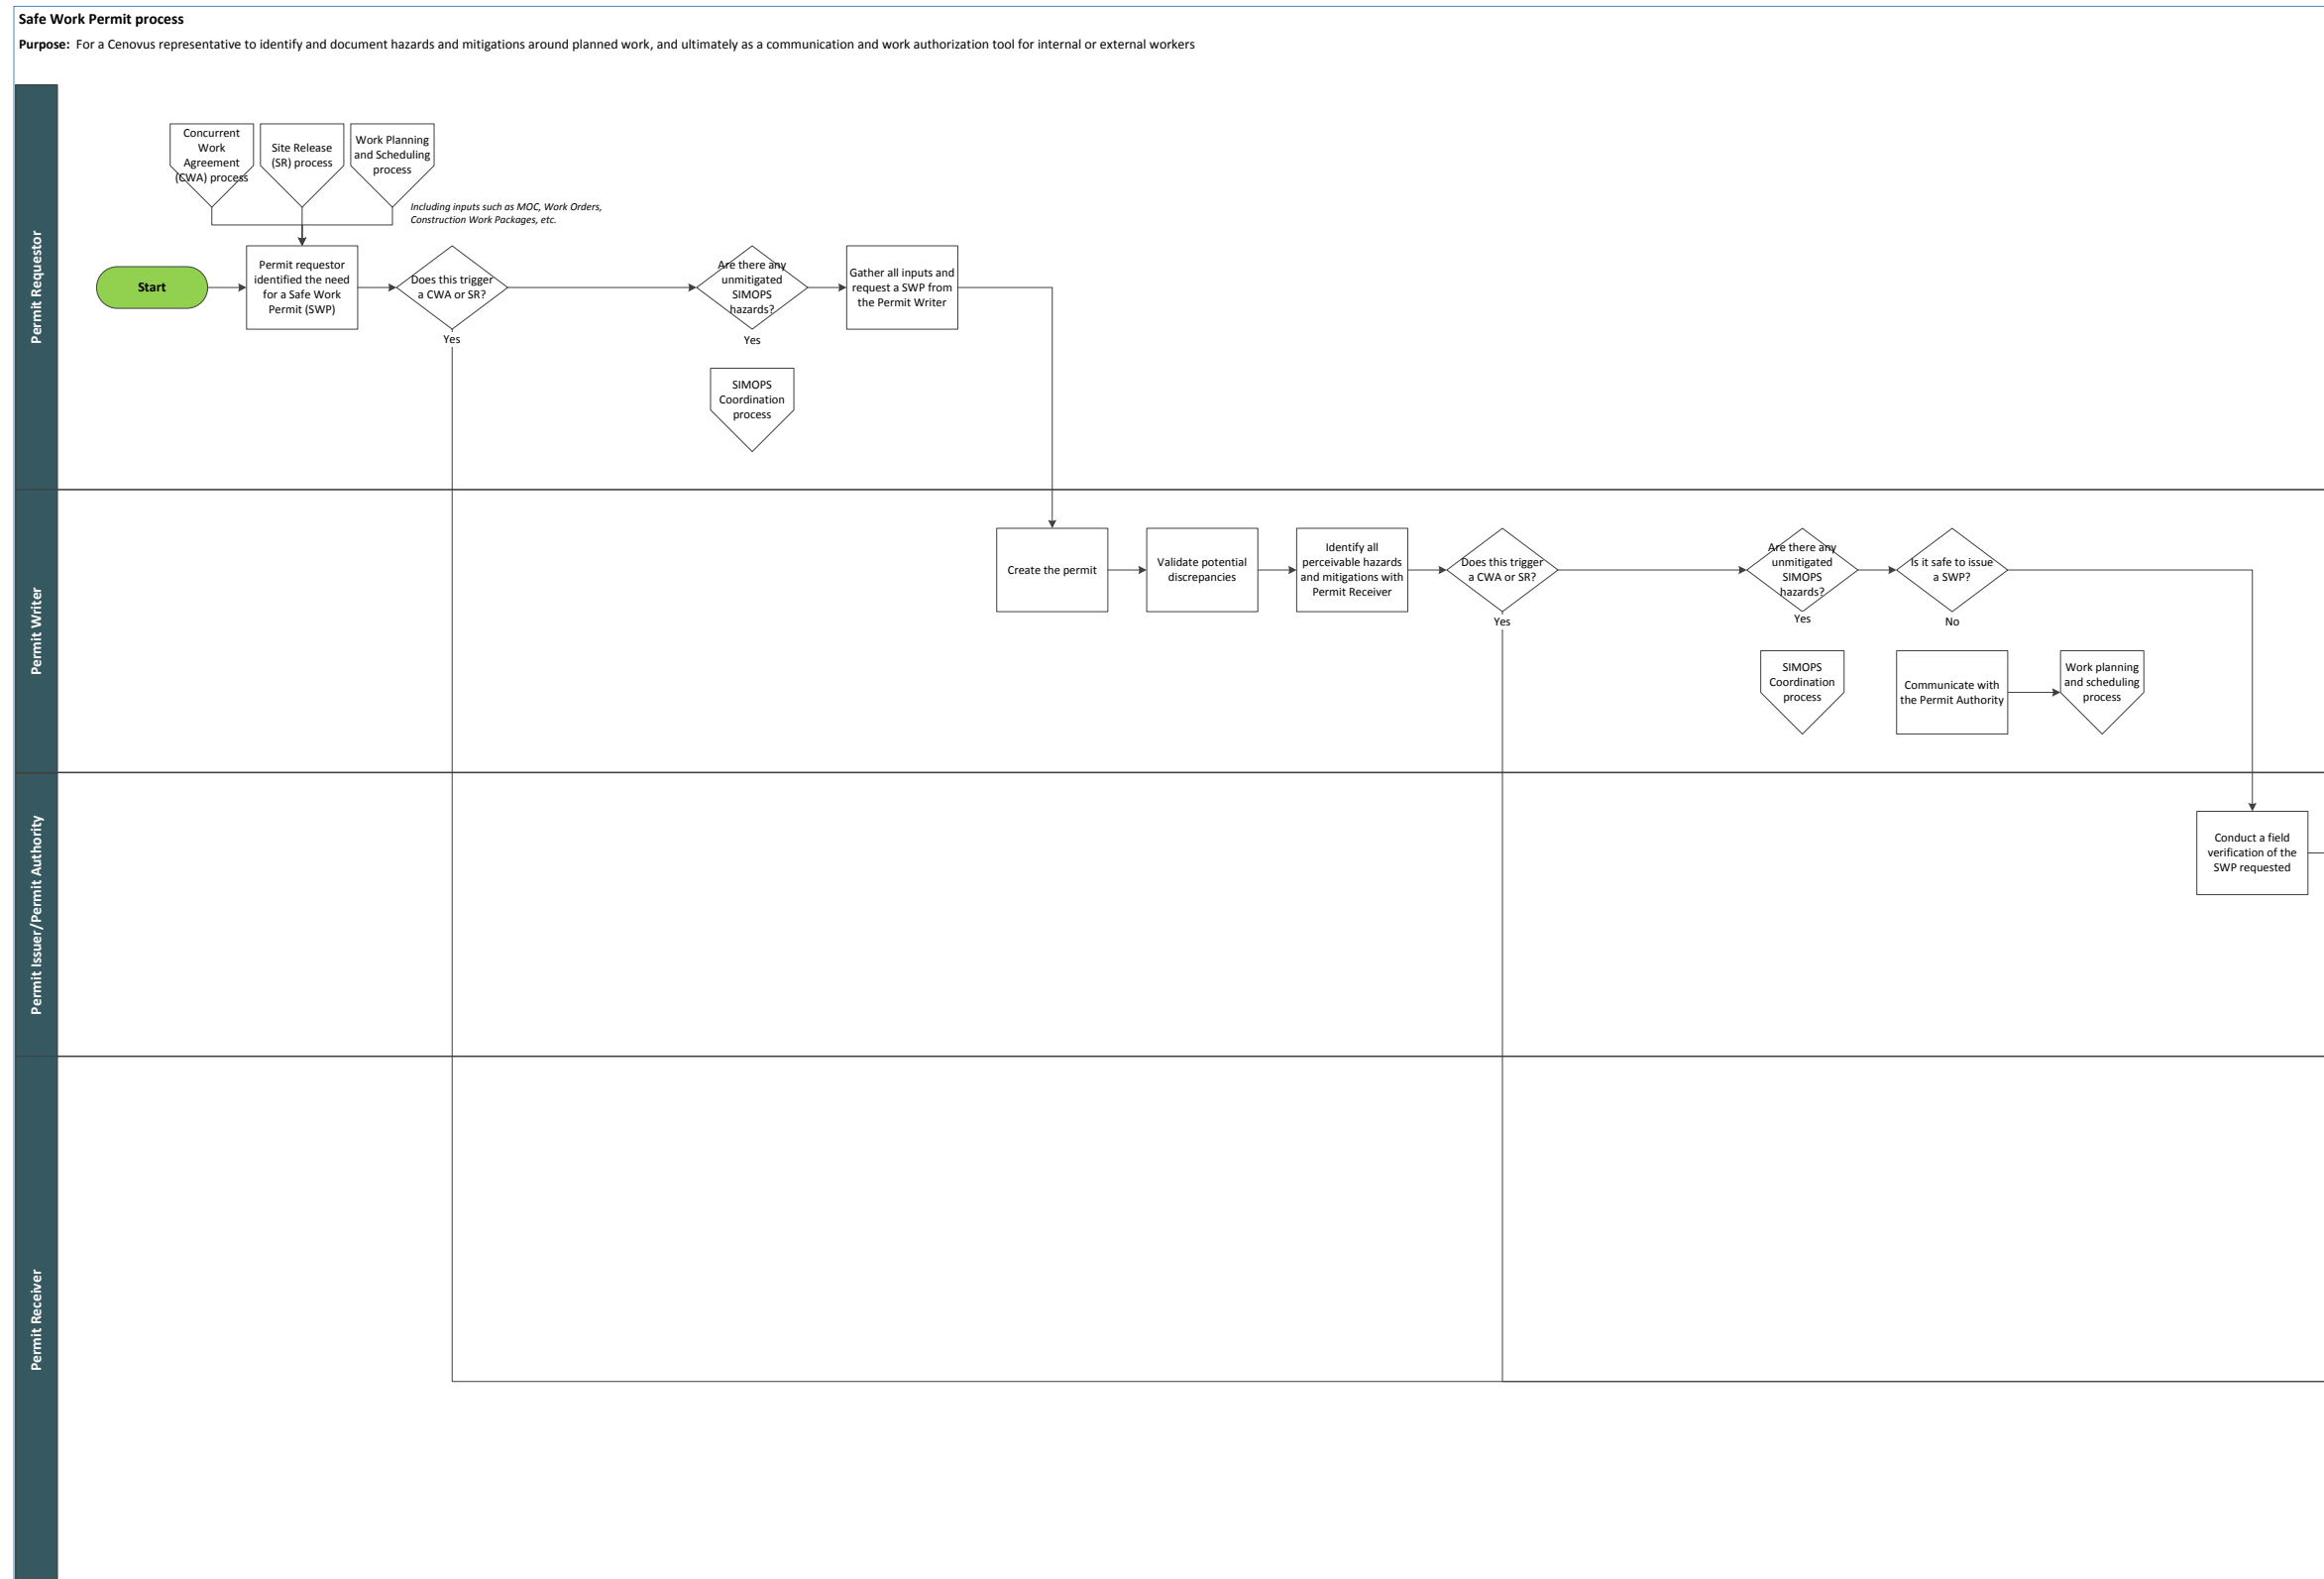 Safe Work Permit process
Purpose: For a Cenovus representative to identify and document hazards and mitigations around planned work, and ultimately as a communication and work authorization tool for internal or external workers
Permit Requestor
Concurrent
Work
Agreement
(CWA) process
Site Release
(SR) process
Work Planning
and Scheduling
process
Including inputs such as MOC, Work Orders,
Construction Work Packages, etc.
Start
Permit requestor
identified the need
for a Safe Work
Permit (SWP)
Does this trigger
a CWA or SR?
Yes
Are there any
unmitigated
SIMOPS
hazards?
Yes
Gather all inputs and
request a SWP from
the Permit Writer
SIMOPS
Coordination
process
Permit Writer
Create the permit
Validate potential
discrepancies
Identify all
perceivable hazards
and mitigations with
Permit Receiver
Does this trigger
a CWA or SR?
Yes
Are there any
unmitigated
SIMOPS
hazards?
Yes
Is it safe to issue
a SWP?
No
SIMOPS
Coordination
process
Communicate with
the Permit Authority
Work planning
and scheduling
process
Permit Issuer/Permit Authority
Conduct a field
verification of the
SWP requested
Permit Receiver